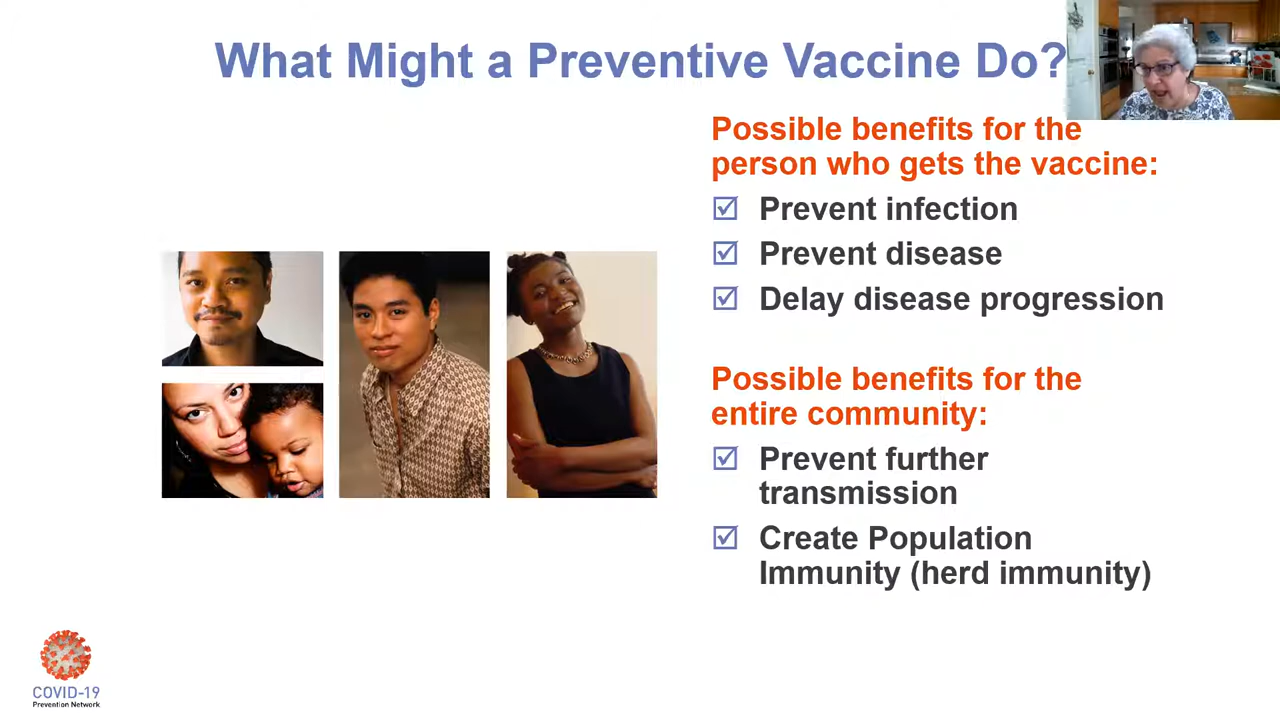 What Might a Preventive Vaccine Do?
Possible benefits for the
person who gets the vaccine:
Prevent infection
Prevent disease
Delay disease progression
Possible benefits for the
entire community:
Prevent further
transmission
Create Population
Immunity (herd immunity)
COVID-19
Prevention Network